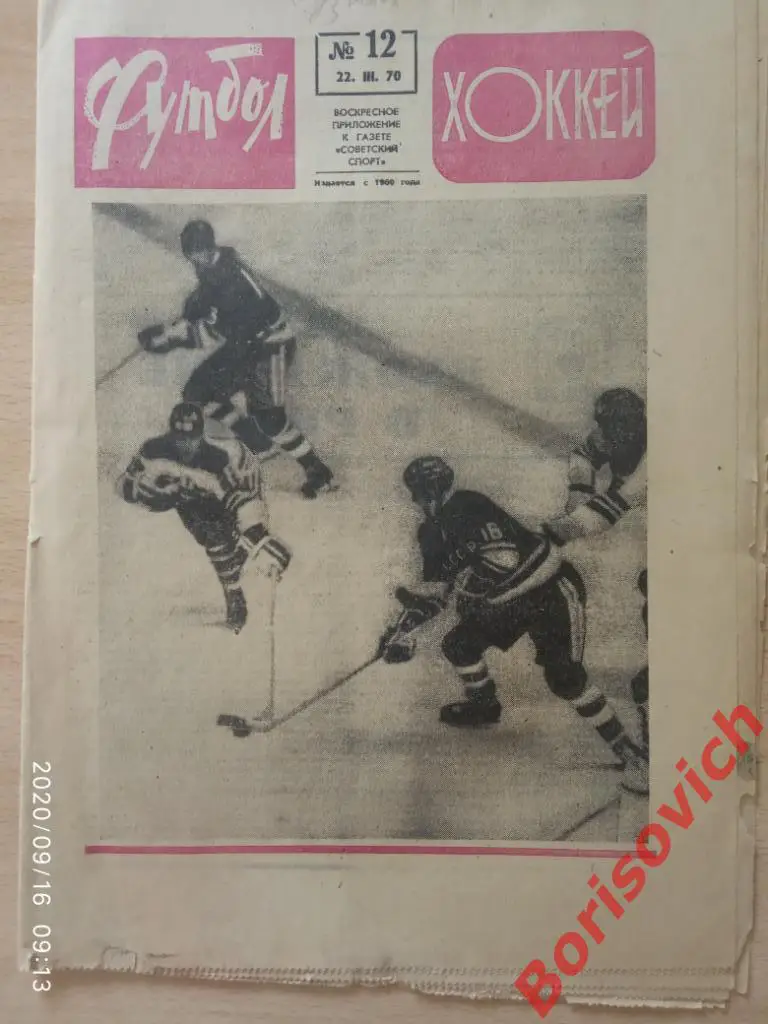 Футбол
№ 12
22. III. 70
ВОСКРЕСНОЕ
ПРИЛОЖЕНИЕ
К ГАЗЕТЕ
«СОВЕТСКИЙ
СПОРТ»
Издается с 1960 года
ХОККЕЙ
СССР 16
2020/09/16 09:13
Borisovich